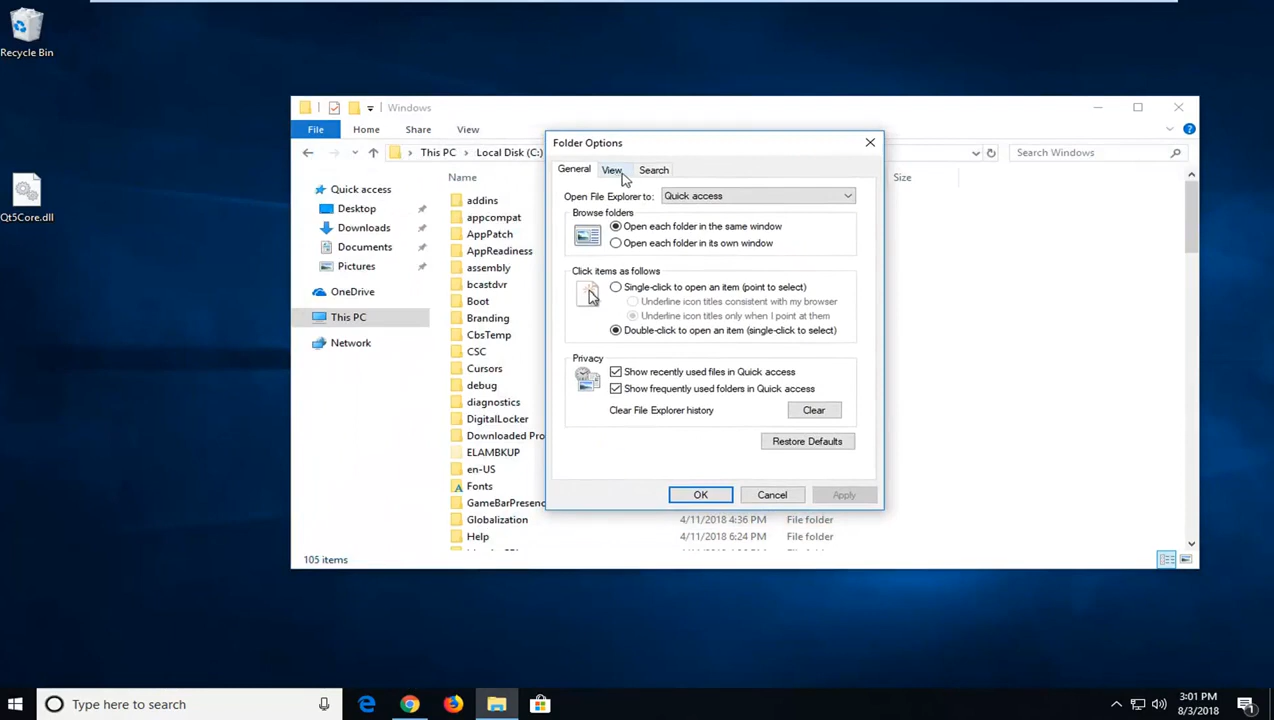 Recycle Bin
Qt5Core.dll
Windows
File Home Share View
This PC Local Disk (C:) Search Windows
Name Size
Quick access
Desktop
Downloads
Documents
Pictures
OneDrive
This PC
Network
addins
appcompat
AppPatch
AppReadiness
assembly
bcastdvr
Boot
Branding
CbsTemp
CSC
Cursors
debug
diagnostics
DigitalLocker
Downloaded Pro
ELAMBKUP
en-US
Fonts
GameBarPresenc
Globalization 4/11/2018 4:36 PM File folder
Help 4/11/2018 6:24 PM File folder
105 items
Folder Options
General View Search
Open File Explorer to: Quick access
Browse folders
Open each folder in the same window
Open each folder in its own window
Click items as follows
Single-click to open an item (point to select)
Underline icon titles consistent with my browser
Underline icon titles only when I point at them
Double-click to open an item (single-click to select)
Privacy
Show recently used files in Quick access
Show frequently used folders in Quick access
Clear File Explorer history Clear
Restore Defaults
OK Cancel Apply
Type here to search
3:01 PM
8/3/2018
1